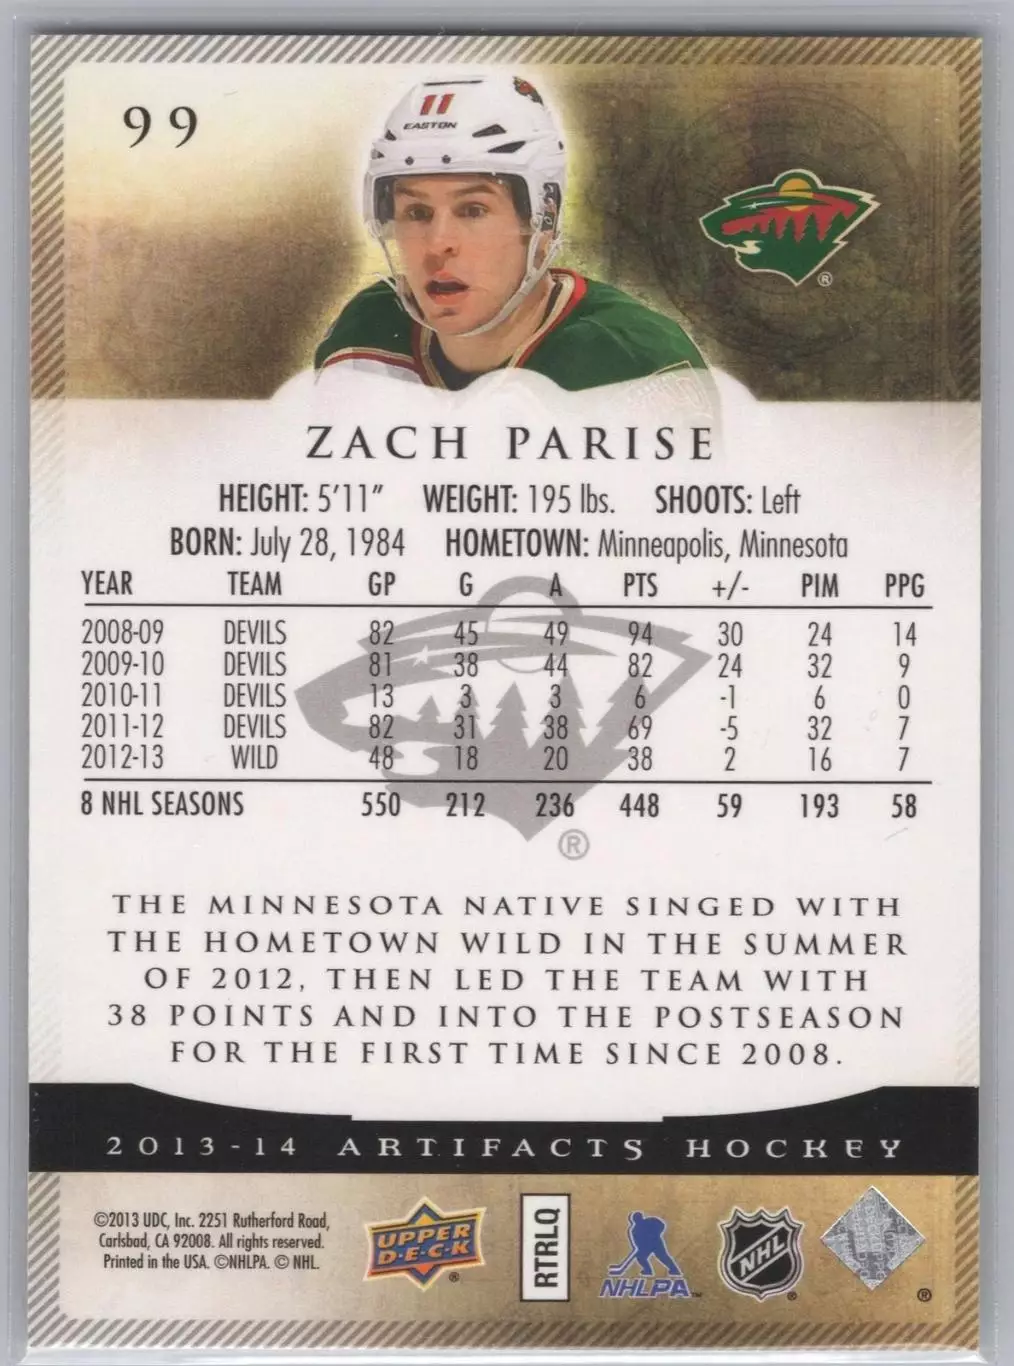 99
11
EASTON
®
ZACH PARISE
HEIGHT: 5'11" WEIGHT: 195 lbs. SHOOTS: Left
BORN: July 28, 1984 HOMETOWN: Minneapolis, Minnesota
YEAR TEAM GP G A PTS +/- PIM PPG
2008-09 DEVILS 82 45 49 94 30 24 14
2009-10 DEVILS 81 38 44 82 24 32 9
2010-11 DEVILS 13 3 3 6 -1 6 0
2011-12 DEVILS 82 31 38 69 -5 32 7
2012-13 WILD 48 18 20 38 2 16 7
8 NHL SEASONS 550 212 236 448 59 193 58
®
THE MINNESOTA NATIVE SINGED WITH
THE HOMETOWN WILD IN THE SUMMER
OF 2012, THEN LED THE TEAM WITH
38 POINTS AND INTO THE POSTSEASON
FOR THE FIRST TIME SINCE 2008.
2013-14 ARTIFACTS HOCKEY
©2013 UDC, Inc. 2251 Rutherford Road,
Carlsbad, CA 92008. All rights reserved.
Printed in the USA. ©NHLPA. © NHL.
UPPER
D·E·C·K
®
RTRLQ
NHLPA™
NHL
®
®